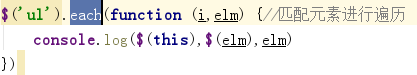 $('ul').each(function (i,elm) {//匹配元素进行遍历
    console.log($(this),$(elm),elm)
})